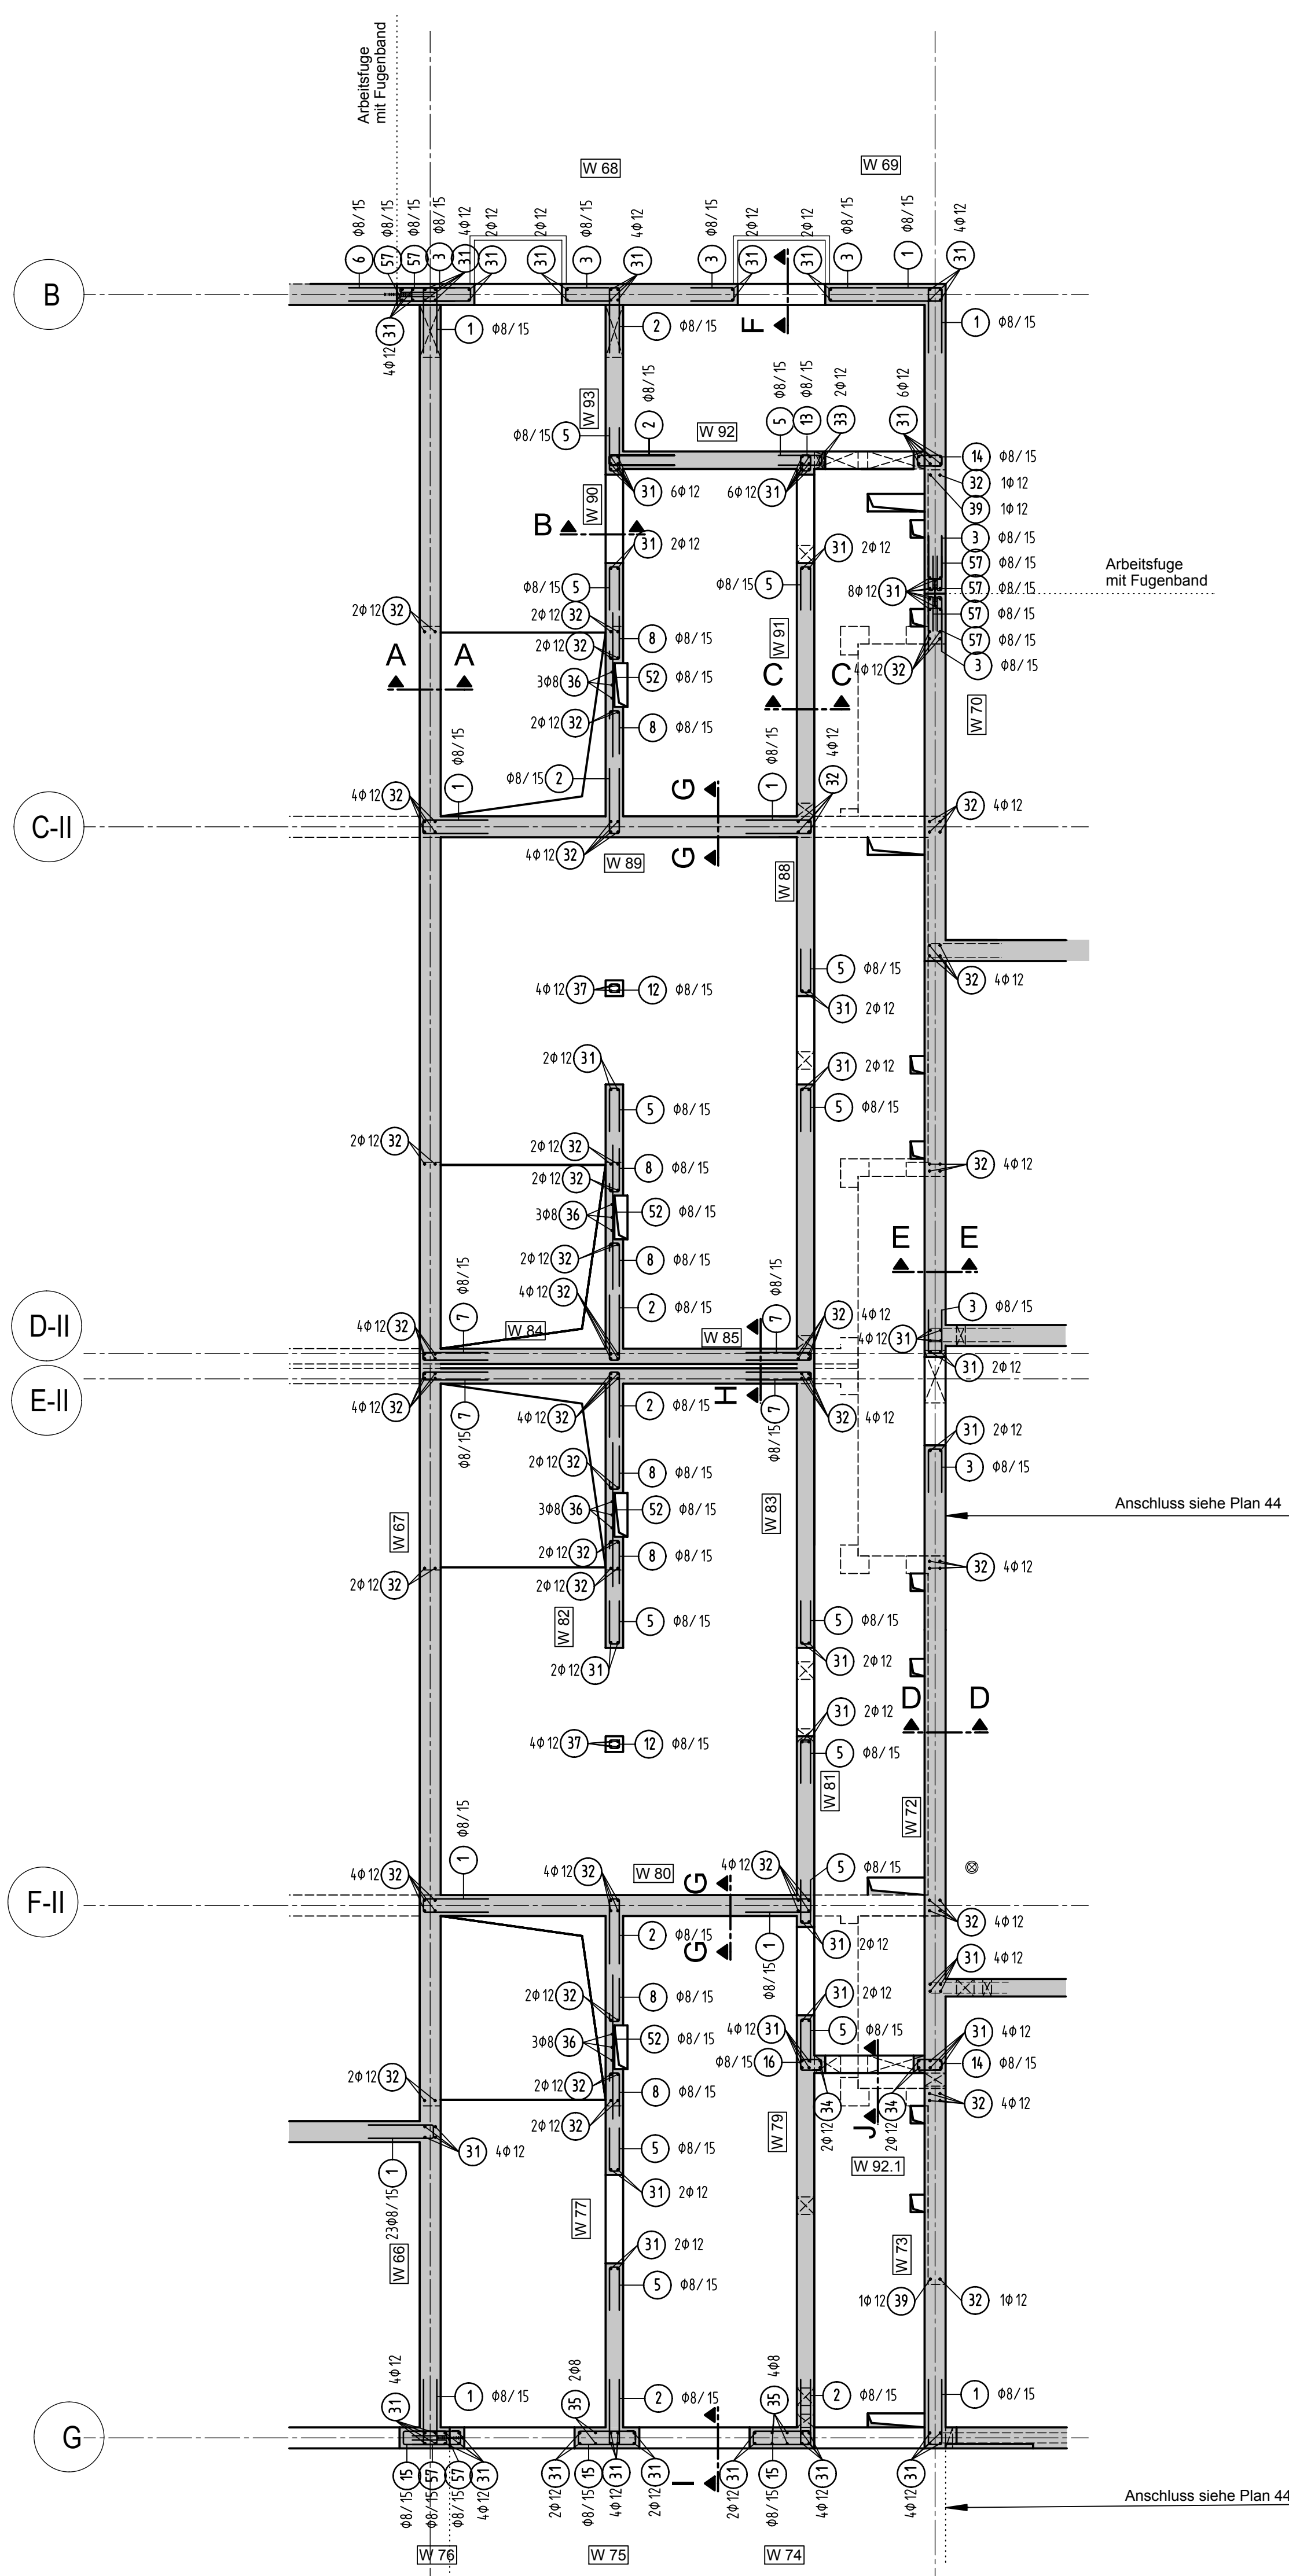 Arbeitsfuge
mit Fugenband
W 68
W 69
Φ8/15
Φ8/15
Φ8/15
Φ8/15
4Φ12
2Φ12
2Φ12
Φ8/15
4Φ12
Φ8/15
2Φ12
2Φ12
Φ8/15
Φ8/15
4Φ12
6
57
57
3
31
31
31
3
31
3
31
31
3
1
31
B
F
4Φ12 31
1 Φ8/15
2 Φ8/15
1 Φ8/15
W 93
Φ8/15
2
W 92
Φ8/15
5
Φ8/15
13
2Φ12
33
6Φ12
31
Φ8/15 5
14 Φ8/15
32 1Φ12
39 1Φ12
31 6Φ12
6Φ12 31
W 90
B
31 2Φ12
31 2Φ12
3 Φ8/15
57 Φ8/15
57 Φ8/15
57 Φ8/15
57 Φ8/15
3 Φ8/15
Arbeitsfuge
mit Fugenband
Φ8/15 5
Φ8/15 5
8Φ12 31
2Φ12 32
2Φ12 32
8 Φ8/15
W 91
2Φ12 32
4Φ12 32
A A
3Φ8 36
52 Φ8/15
C C
W 70
2Φ12 32
8 Φ8/15
Φ8/15
1
Φ8/15 2
Φ8/15
1
4Φ12
32
G
4Φ12 32
32 4Φ12
C-II
4Φ12 32
W 89
G
W 88
5 Φ8/15
32 4Φ12
4Φ12 37
12 Φ8/15
31 2Φ12
2Φ12 31
31 2Φ12
5 Φ8/15
5 Φ8/15
2Φ12 32
2Φ12 32
8 Φ8/15
32 4Φ12
2Φ12 32
3Φ8 36
52 Φ8/15
E E
2Φ12 32
8 Φ8/15
Φ8/15
7
4Φ12 32
2 Φ8/15
Φ8/15
7
3 Φ8/15
D-II
4Φ12 32
W 84
W 85
32 4Φ12
4Φ12 31
31 2Φ12
E-II
4Φ12 32
7
Φ8/15
4Φ12 32
2 Φ8/15
H
7
Φ8/15
32 4Φ12
31 2Φ12
2Φ12 32
8 Φ8/15
3 Φ8/15
3Φ8 36
52 Φ8/15
W 83
Anschluss siehe Plan 44
W 67
2Φ12 32
8 Φ8/15
2Φ12 32
2Φ12 32
32 4Φ12
W 82
5 Φ8/15
5 Φ8/15
2Φ12 31
31 2Φ12
D D
31 2Φ12
4Φ12 37
12 Φ8/15
5 Φ8/15
W 81
W 72
Φ8/15
1
4Φ12 32
4Φ12 32
W 80
G
4Φ12 32
5 Φ8/15
F-II
32 4Φ12
2 Φ8/15
G
1
Φ8/15
31 2Φ12
31 4Φ12
2Φ12 32
8 Φ8/15
31 2Φ12
3Φ8 36
52 Φ8/15
4Φ12 31
5 Φ8/15
31 4Φ12
Φ8/15 16
14 Φ8/15
2Φ12 32
2Φ12 32
8 Φ8/15
34
2Φ12
J
34
2Φ12
32 4Φ12
2Φ12 32
31 4Φ12
5 Φ8/15
W 79
W 92.1
1
23Φ8/15
31 2Φ12
W 77
W 66
31 2Φ12
W 73
5 Φ8/15
1Φ12 39
32 1Φ12
4Φ12
31
1 Φ8/15
2Φ8
35
2 Φ8/15
4Φ8
35
2 Φ8/15
1 Φ8/15
G
15
57
57
31
31
15
31
31
I
31
15
31
31
Φ8/15
Φ8/15
Φ8/15
4Φ12
2Φ12
Φ8/15
4Φ12
2Φ12
2Φ12
Φ8/15
4Φ12
4Φ12
Anschluss siehe Plan 44
W 76
W 75
W 74